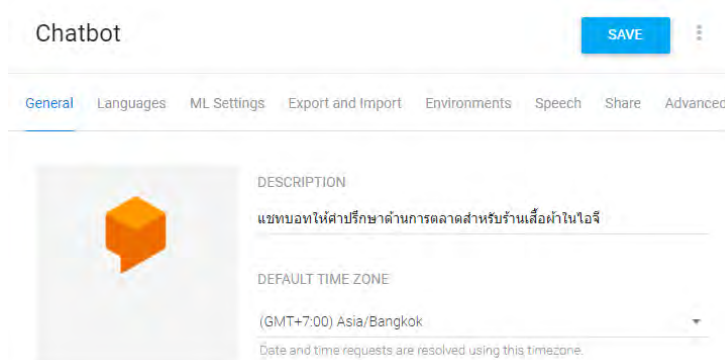 Chatbot
SAVE
General Languages ML Settings Export and Import Environments Speech Share Advanced
DESCRIPTION
แชทบอทให้คำปรึกษาด้านการตลาดสำหรับร้านเสื้อผ้าในไอจี
DEFAULT TIME ZONE
(GMT+7:00) Asia/Bangkok
Date and time requests are resolved using this timezone.